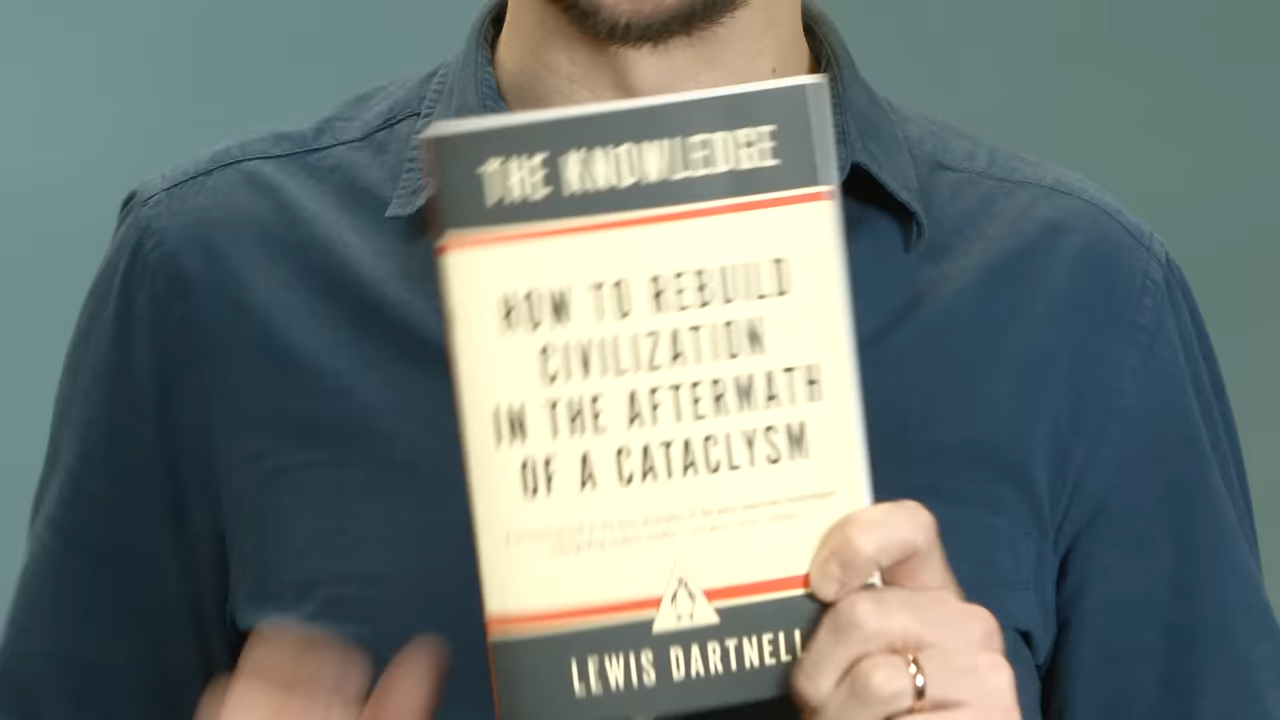 THE KNOWLEDGE
HOW TO REBUILD
CIVILIZATION
IN THE AFTERMATH
OF A CATACLYSM
LEWIS DARTNELL